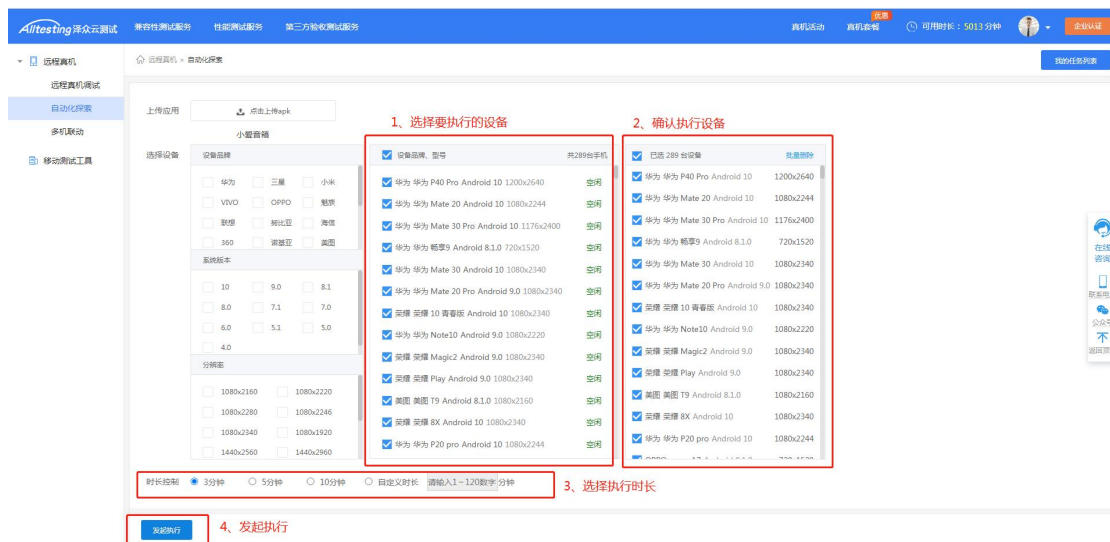 Alltesting泽众云测试 兼容性测试服务 性能测试服务 第三方验收测试服务 真机活动 真机套餐 优惠 可用时长：5013 分钟 企业认证
远程真机 远程真机 > 自动化探索 我的任务列表
远程真机调试
自动化探索
多机联动
移动测试工具
上传应用 点击上传apk
小爱音箱
1、选择要执行的设备 2、确认执行设备
选择设备 设备品牌
华为 三星 小米
VIVO OPPO 魅族
联想 努比亚 海信
360 诺基亚 美图
系统版本
10 9.0 8.1
8.0 7.1 7.0
6.0 5.1 5.0
4.0
分辨率
1080x2160 1080x2220
1080x2280 1080x2246
1080x2340 1080x1920
1440x2560 1440x2960
设备品牌、型号 共289台手机
华为 华为 P40 Pro Android 10 1200x2640 空闲
华为 华为 Mate 20 Android 10 1080x2244 空闲
华为 华为 Mate 30 Pro Android 10 1176x2400 空闲
华为 华为 畅享9 Android 8.1.0 720x1520 空闲
华为 华为 Mate 30 Android 10 1080x2340 空闲
华为 华为 Mate 20 Pro Android 9.0 1080x2340 空闲
荣耀 荣耀 10 青春版 Android 10 1080x2340 空闲
华为 华为 Note10 Android 9.0 1080x2220 空闲
荣耀 荣耀 Magic2 Android 9.0 1080x2340 空闲
荣耀 荣耀 Play Android 9.0 1080x2340 空闲
美图 美图 T9 Android 8.1.0 1080x2160 空闲
荣耀 荣耀 8X Android 10 1080x2340 空闲
华为 华为 P20 pro Android 10 1080x2244 空闲
已选 289 台设备 批量删除
华为 华为 P40 Pro Android 10 1200x2640
华为 华为 Mate 20 Android 10 1080x2244
华为 华为 Mate 30 Pro Android 10 1176x2400
华为 华为 畅享9 Android 8.1.0 720x1520
华为 华为 Mate 30 Android 10 1080x2340
华为 华为 Mate 20 Pro Android 9.0 1080x2340
荣耀 荣耀 10 青春版 Android 10 1080x2340
华为 华为 Note10 Android 9.0 1080x2220
荣耀 荣耀 Magic2 Android 9.0 1080x2340
荣耀 荣耀 Play Android 9.0 1080x2340
美图 美图 T9 Android 8.1.0 1080x2160
荣耀 荣耀 8X Android 10 1080x2340
华为 华为 P20 pro Android 10 1080x2244
时长控制 3分钟 5分钟 10分钟 自定义时长 请输入1~120数字 分钟
3、选择执行时长
发起执行 4、发起执行
在线
咨询
公众号